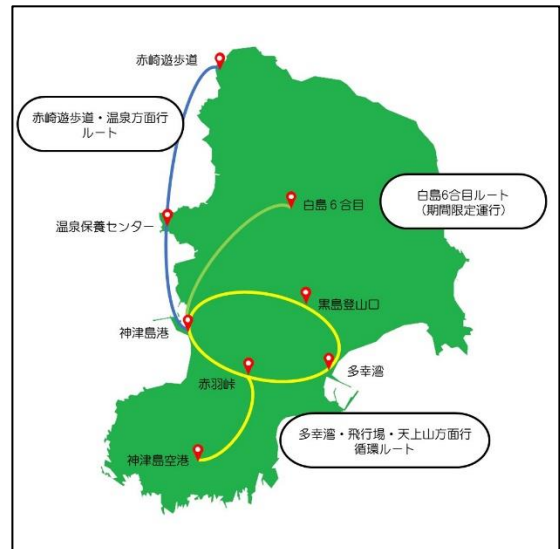 赤崎遊歩道
赤崎遊歩道・温泉方面行
ルート
白島６合目
白島6合目ルート
（期間限定運行）
温泉保養センター
黒島登山口
神津島港
多幸湾
赤羽峠
多幸湾・飛行場・天上山方面行
循環ルート
神津島空港